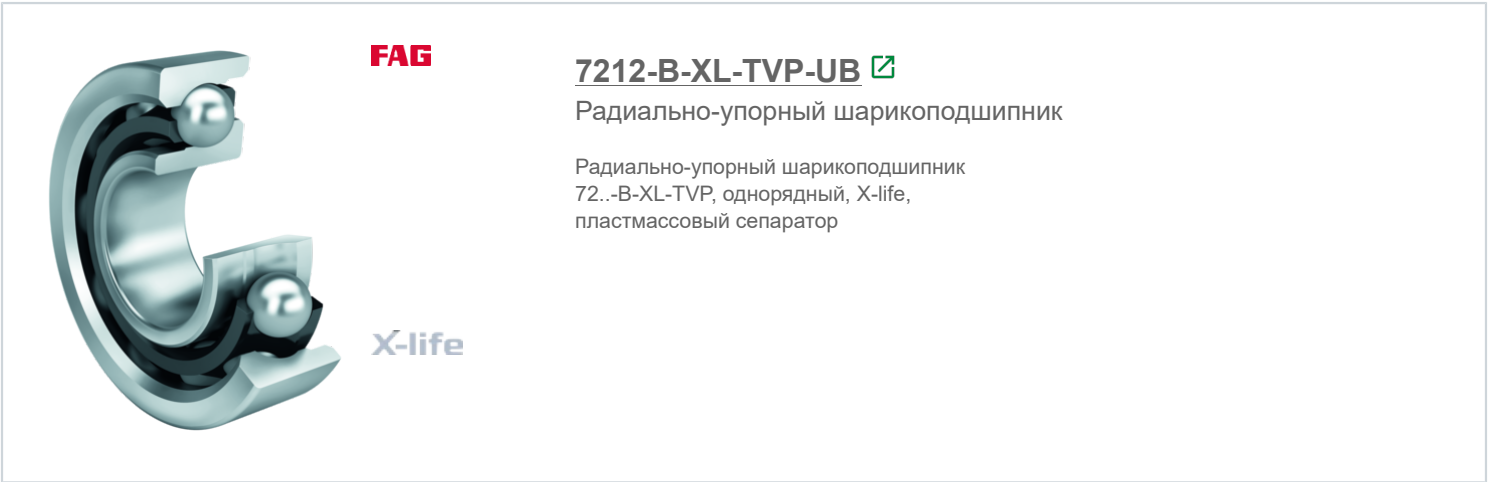 FAG
7212-B-XL-TVP-UB
Радиально-упорный шарикоподшипник
Радиально-упорный шарикоподшипник
72..-B-XL-TVP, однорядный, X-life,
пластмассовый сепаратор
X-life